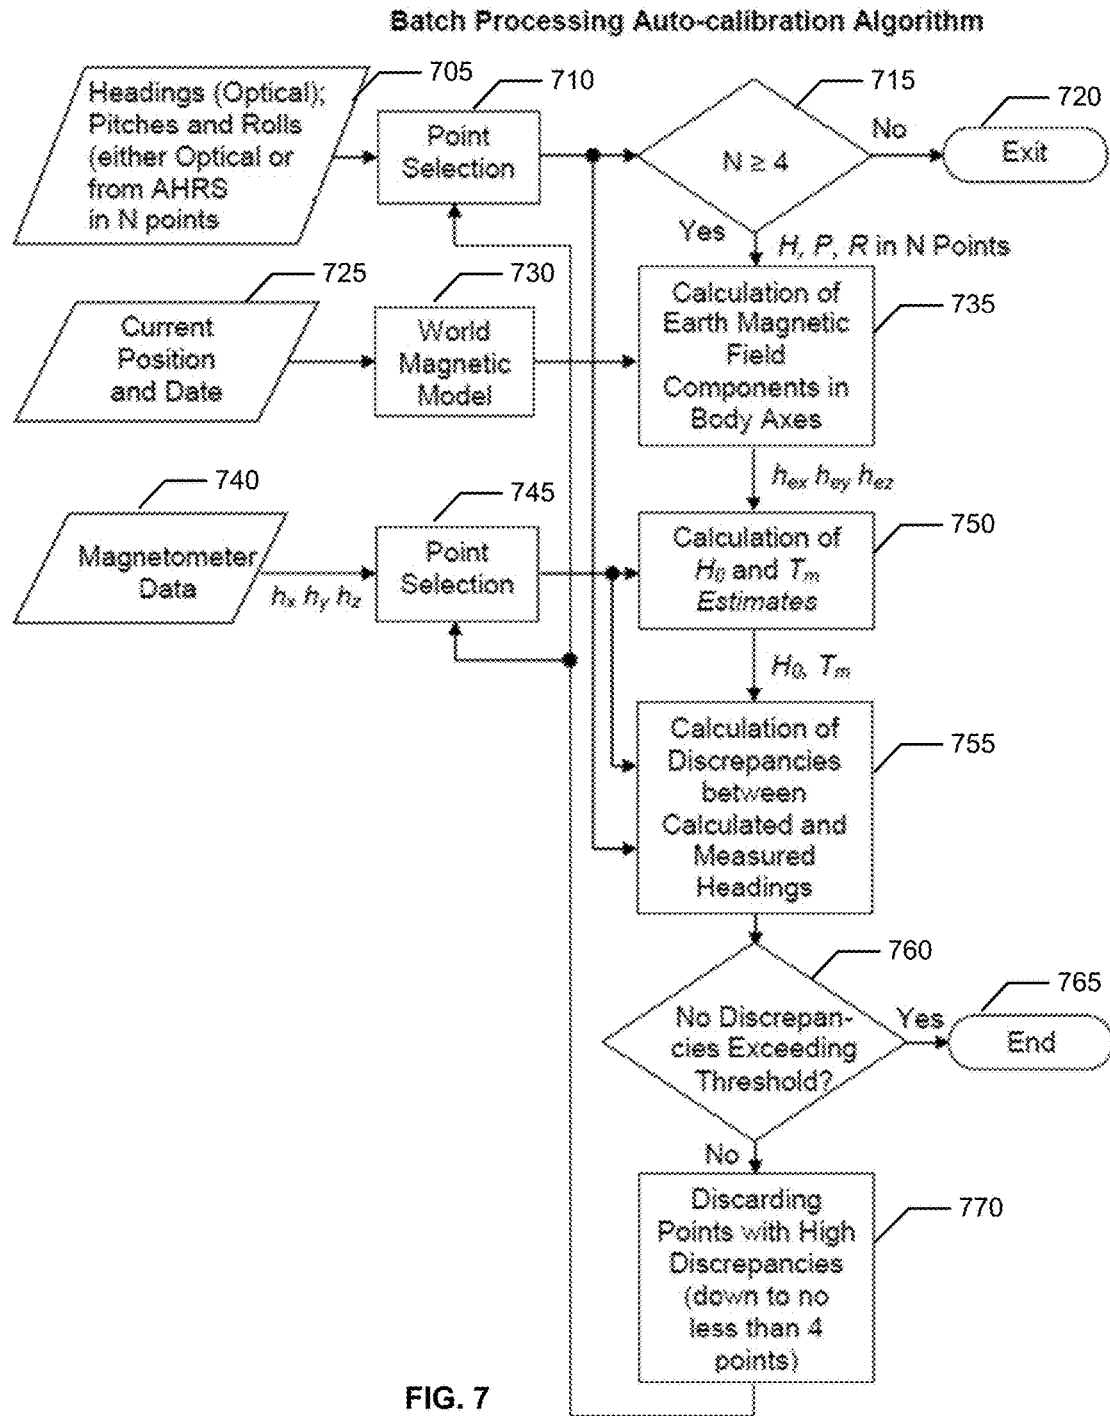 Batch Processing Auto-calibration Algorithm
705
Headings (Optical);
Pitches and Rolls
(either Optical or
from AHRS
in N points
710
Point
Selection
715
N ≥ 4
No
720
Exit
Yes
H, P, R in N Points
725
Current
Position
and Date
730
World
Magnetic
Model
735
Calculation of
Earth Magnetic
Field
Components in
Body Axes
hex hey hez
740
Magnetometer
Data
hx hy hz
745
Point
Selection
750
Calculation of
H0 and Tm
Estimates
H0, Tm
755
Calculation of
Discrepancies
between
Calculated and
Measured
Headings
760
No Discrepan-
cies Exceeding
Threshold?
Yes
765
End
No
770
Discarding
Points with High
Discrepancies
(down to no
less than 4
points)
FIG. 7